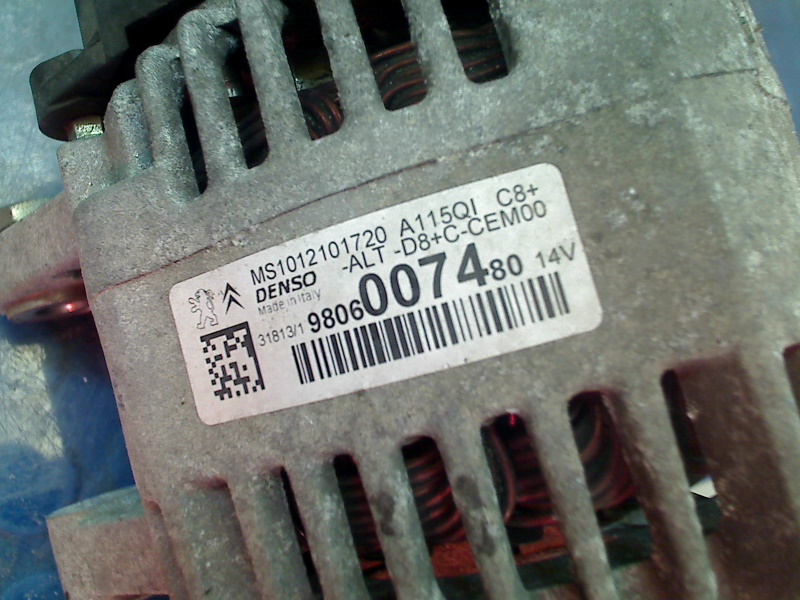 MS1012101720 A115QI C8+
DENSO -ALT -D8+C-CEM00
Made in Italy
31813/1 9806007480 14V